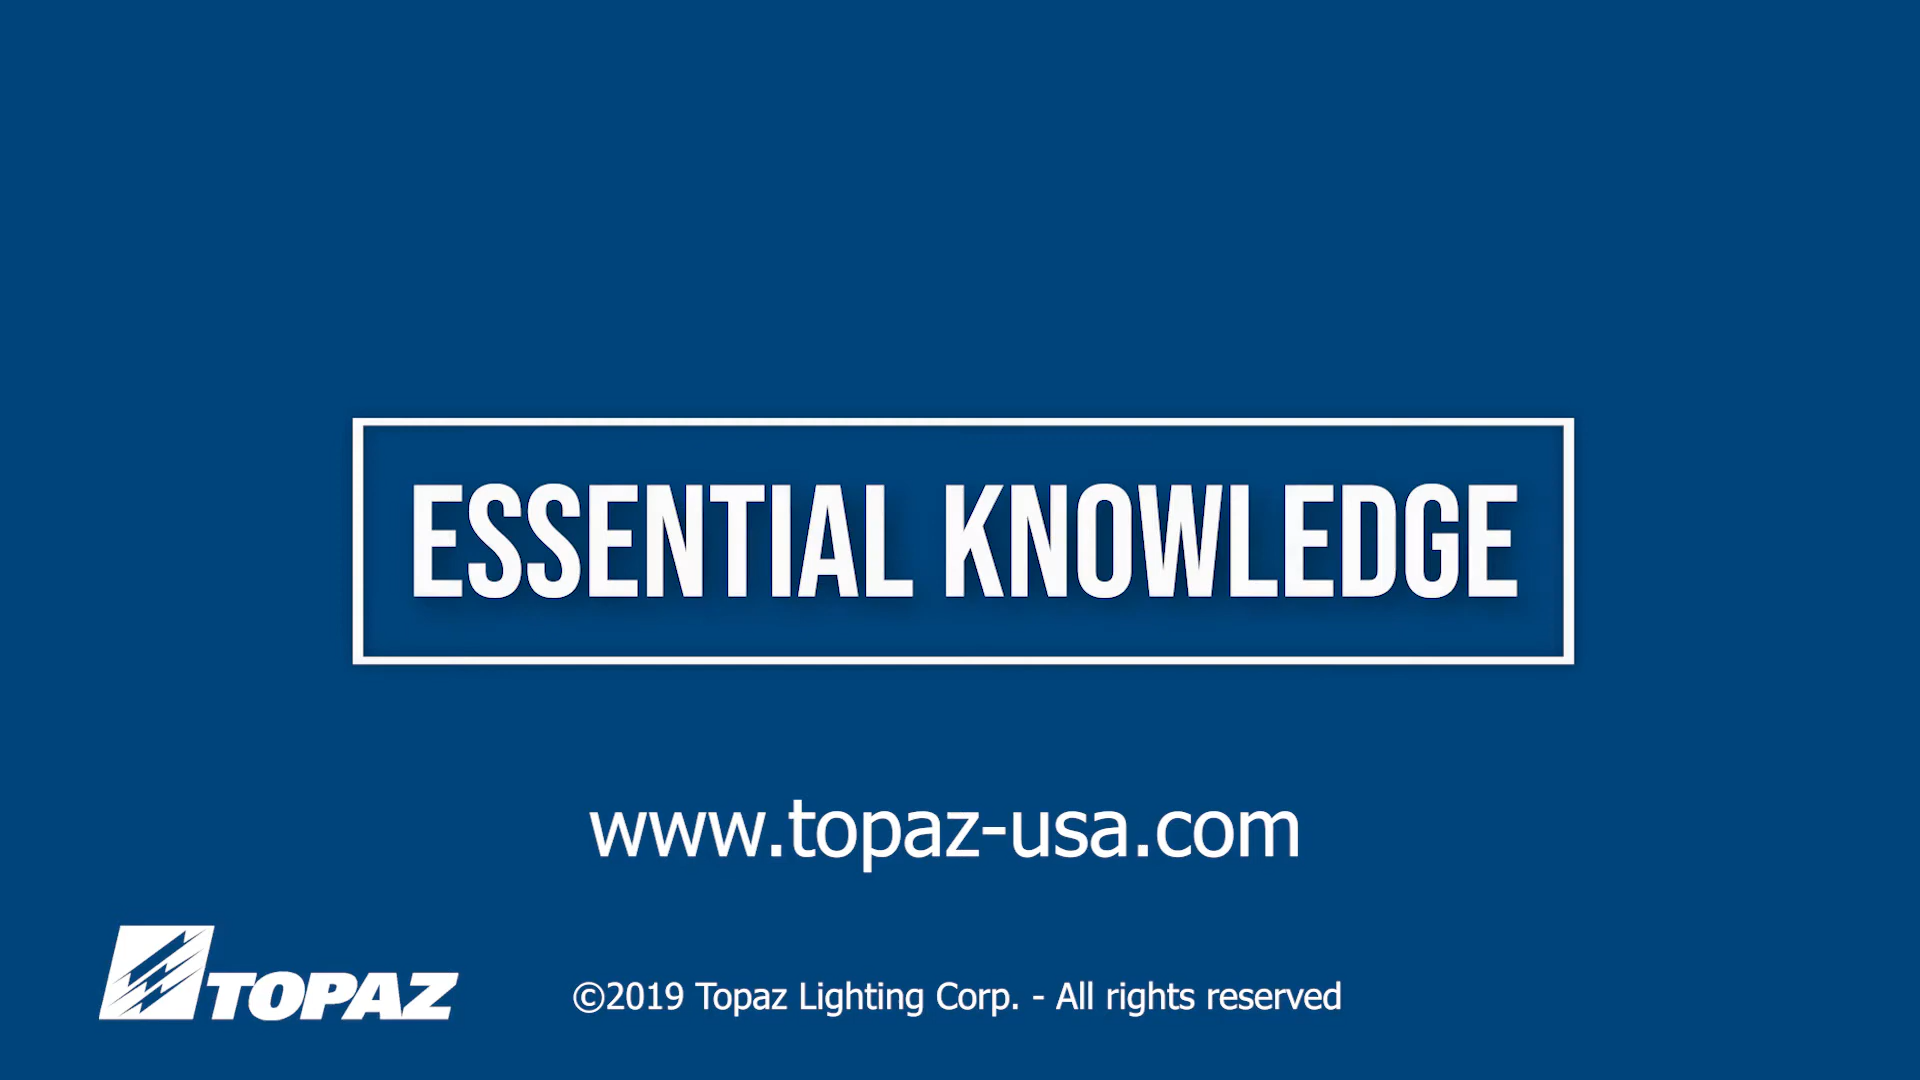 ESSENTIAL KNOWLEDGE
www.topaz-usa.com
TOPAZ
©2019 Topaz Lighting Corp. - All rights reserved